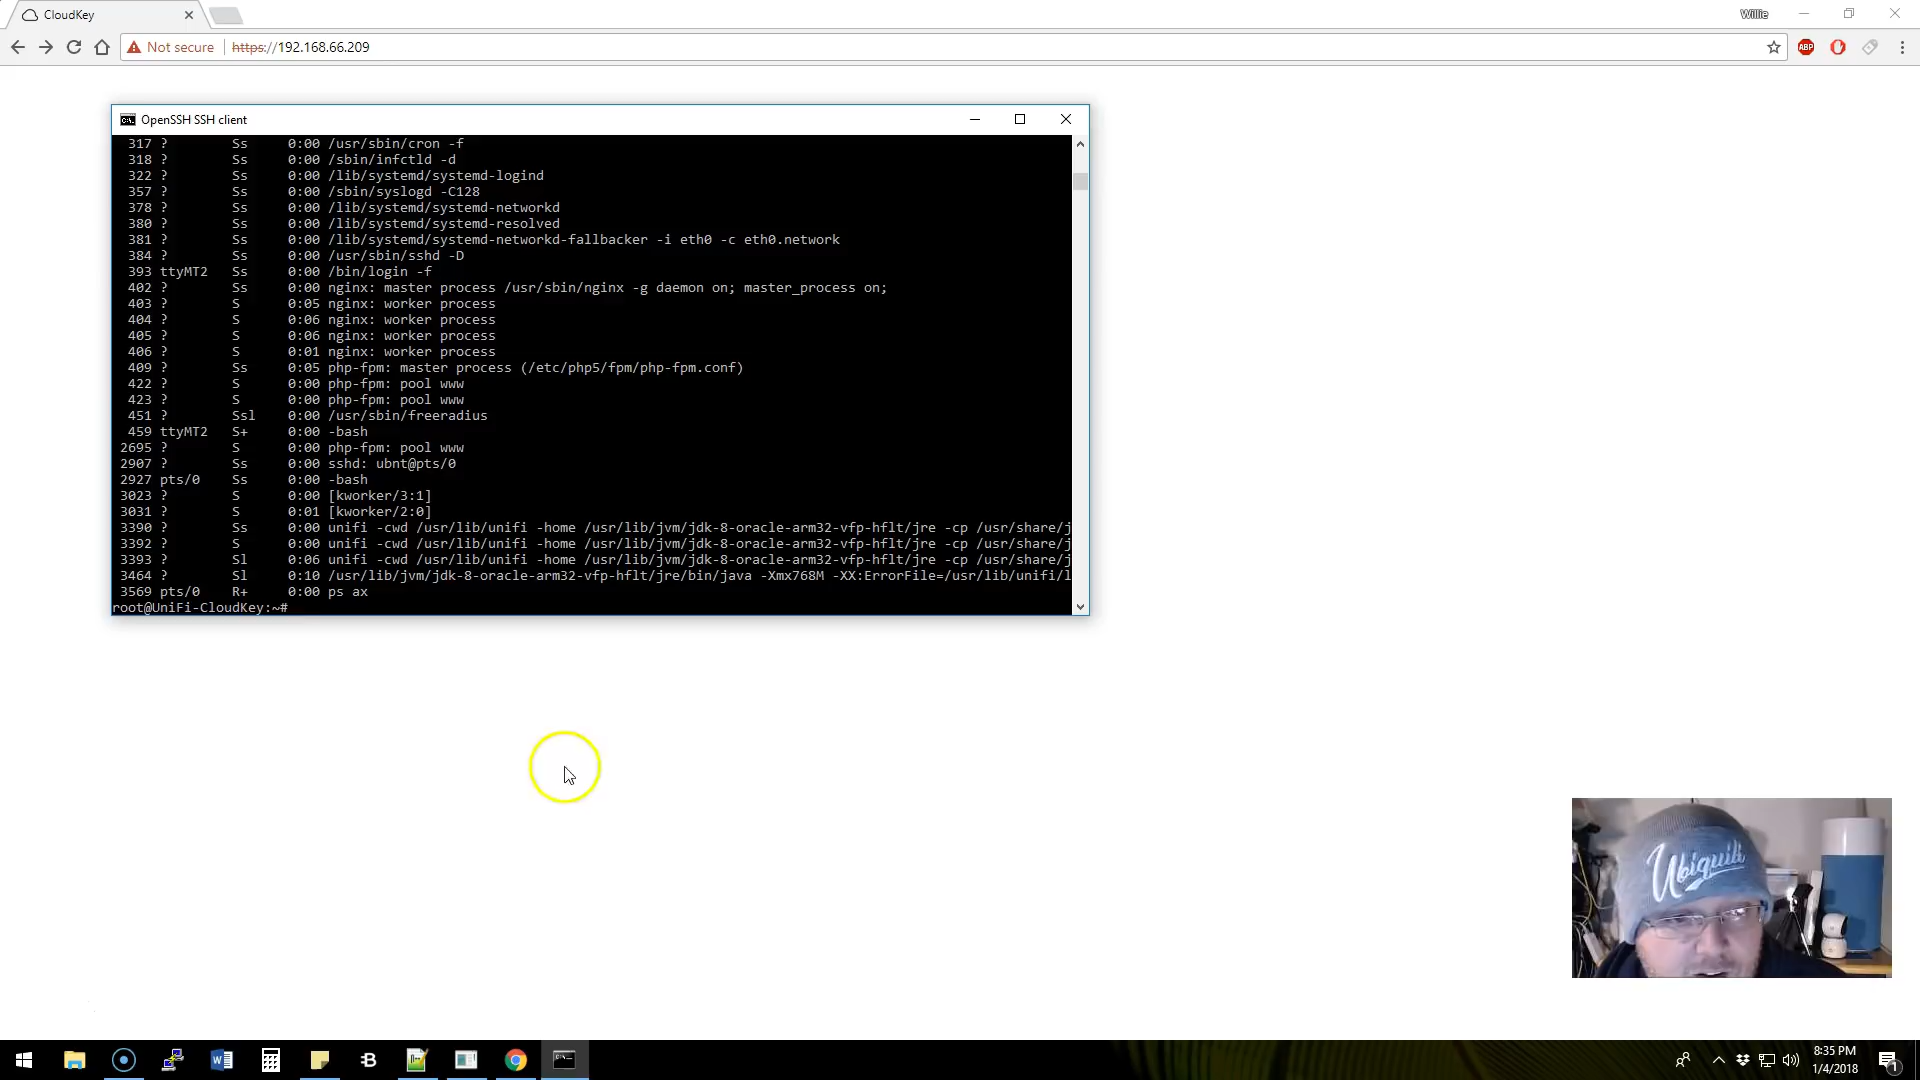 CloudKey
Willie
Not secure https://192.168.66.209
ABP
OpenSSH SSH client
317 ? Ss 0:00 /usr/sbin/cron -f
318 ? Ss 0:00 /sbin/infctld -d
322 ? Ss 0:00 /lib/systemd/systemd-logind
357 ? Ss 0:00 /sbin/syslogd -C128
378 ? Ss 0:00 /lib/systemd/systemd-networkd
380 ? Ss 0:00 /lib/systemd/systemd-resolved
381 ? Ss 0:00 /lib/systemd/systemd-networkd-fallbacker -i eth0 -c eth0.network
384 ? Ss 0:00 /usr/sbin/sshd -D
393 ttyMT2 Ss 0:00 /bin/login -f
402 ? Ss 0:00 nginx: master process /usr/sbin/nginx -g daemon on; master_process on;
403 ? S 0:05 nginx: worker process
404 ? S 0:06 nginx: worker process
405 ? S 0:06 nginx: worker process
406 ? S 0:01 nginx: worker process
409 ? Ss 0:05 php-fpm: master process (/etc/php5/fpm/php-fpm.conf)
422 ? S 0:00 php-fpm: pool www
423 ? S 0:00 php-fpm: pool www
451 ? Ssl 0:00 /usr/sbin/freeradius
459 ttyMT2 S+ 0:00 -bash
2695 ? S 0:00 php-fpm: pool www
2907 ? Ss 0:00 sshd: ubnt@pts/0
2927 pts/0 Ss 0:00 -bash
3023 ? S 0:00 [kworker/3:1]
3031 ? S 0:01 [kworker/2:0]
3390 ? Ss 0:00 unifi -cwd /usr/lib/unifi -home /usr/lib/jvm/jdk-8-oracle-arm32-vfp-hflt/jre -cp /usr/share/j
3392 ? S 0:00 unifi -cwd /usr/lib/unifi -home /usr/lib/jvm/jdk-8-oracle-arm32-vfp-hflt/jre -cp /usr/share/j
3393 ? Sl 0:06 unifi -cwd /usr/lib/unifi -home /usr/lib/jvm/jdk-8-oracle-arm32-vfp-hflt/jre -cp /usr/share/j
3464 ? Sl 0:10 /usr/lib/jvm/jdk-8-oracle-arm32-vfp-hflt/jre/bin/java -Xmx768M -XX:ErrorFile=/usr/lib/unifi/l
3569 pts/0 R+ 0:00 ps ax
root@UniFi-CloudKey:~#
Ubiquiti
8:35 PM
1/4/2018
1